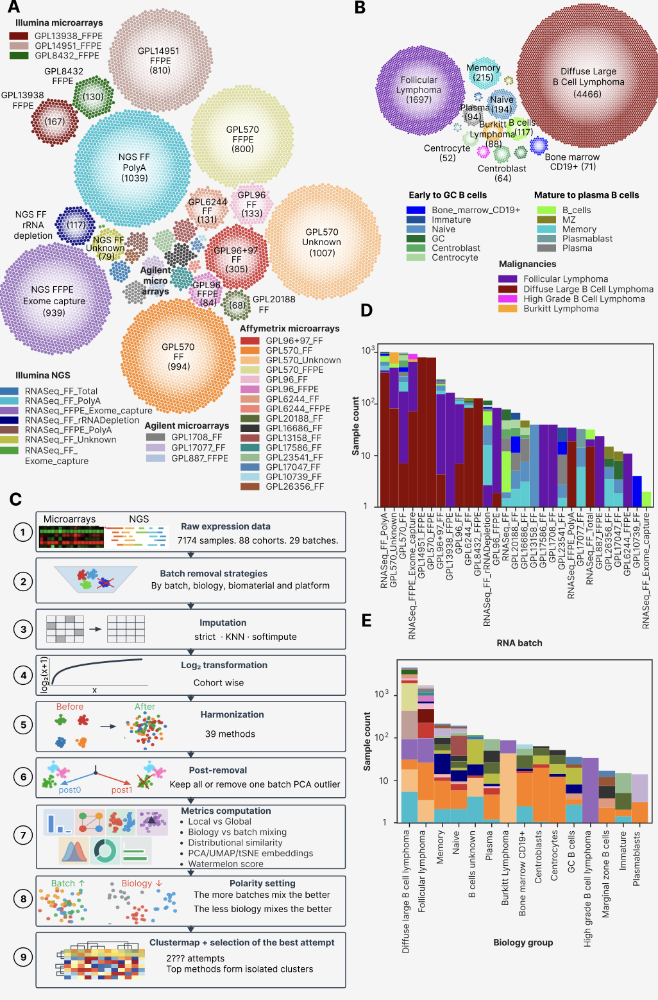 A
Illumina microarrays
GPL13938_FFPE
GPL14951_FFPE
GPL8432_FFPE
GPL14951
FFPE
(810)
GPL8432
FFPE
(130)
GPL13938
FFPE
(167)
GPL570
FFPE
(800)
NGS FF
PolyA
(1039)
GPL6244
FF
(131)
GPL96
FF
(133)
NGS FF
rRNA
depletion
(117)
NGS FF
Unknown
(79)
GPL570
Unknown
(1007)
GPL96+97
FF
(305)
Agilent
micro
arrays
NGS FFPE
Exome capture
(939)
GPL96
FFPE
(84)
(68)
GPL20188
FF
GPL570
FF
(994)
Affymetrix microarrays
GPL96+97_FF
GPL570_FF
GPL570_Unknown
GPL570_FFPE
GPL96_FF
GPL96_FFPE
GPL6244_FF
GPL6244_FFPE
GPL20188_FF
GPL16686_FF
GPL13158_FF
GPL17586_FF
GPL23541_FF
GPL17047_FF
GPL10739_FF
GPL26356_FF
Illumina NGS
RNASeq_FF_Total
RNASeq_FF_PolyA
RNASeq_FFPE_Exome_capture
RNASeq_FF_rRNADepletion
RNASeq_FFPE_PolyA
RNASeq_FF_Unknown
RNASeq_FF_
Exome_capture
Agilent microarrays
GPL1708_FF
GPL17077_FF
GPL887_FFPE
B
Follicular
Lymphoma
(1697)
Memory
(215)
Diffuse Large
B Cell Lymphoma
(4466)
Naive
(194)
Plasma
(94)
Burkitt
Lymphoma
(88)
B cells
(117)
Centrocyte
(52)
Centroblast
(64)
Bone marrow
CD19+ (71)
Early to GC B cells
Bone_marrow_CD19+
Immature
Naive
GC
Centroblast
Centrocyte
Mature to plasma B cells
B_cells
MZ
Memory
Plasmablast
Plasma
Malignancies
Follicular Lymphoma
Diffuse Large B Cell Lymphoma
High Grade B Cell Lymphoma
Burkitt Lymphoma
C
1
Microarrays
NGS
Raw expression data
7174 samples. 88 cohorts. 29 batches.
2
Batch removal strategies
By batch, biology, biomaterial and platform
3
Imputation
strict · KNN · softimpute
4
log₂(x+1)
x
Log₂ transformation
Cohort wise
5
Before
After
Harmonization
39 methods
6
post0
post1
Post-removal
Keep all or remove one batch PCA outlier
7
Metrics computation
• Local vs Global
• Biology vs batch mixing
• Distributional similarity
• PCA/UMAP/tSNE embeddings
• Watermelon score
8
Batch ↑
Biology ↓
Polarity setting
The more batches mix the better
The less biology mixes the better
9
Clustermap + selection of the best attempt
2??? attempts
Top methods form isolated clusters
D
Sample count
10³
10²
10
1
RNASeq_FF_PolyA
GPL570_Unknown
GPL570_FF
RNASeq_FFPE_Exome_capture
GPL14951_FFPE
GPL570_FFPE
GPL96+97_FF
GPL13938_FFPE
GPL96_FF
GPL6244_FF
GPL8432_FFPE
RNASeq_FF_rRNADepletion
GPL96_FFPE
RNASeq_FF
GPL20188_FF
GPL16686_FF
GPL13158_FF
GPL17586_FF
GPL1708_FF
GPL23541_FF
RNASeq_FFPE_PolyA
GPL17077_FF
RNASeq_FF_Total
GPL887_FFPE
GPL26356_FF
GPL17047_FF
GPL6244_FFPE
GPL10739_FF
RNASeq_FF_Exome_capture
RNA batch
E
Sample count
10³
10²
10
1
Diffuse large B cell lymphoma
Follicular lymphoma
Memory
Naive
B cells unknown
Plasma
Burkitt Lymphoma
Bone marrow CD19+
Centroblasts
Centrocytes
GC B cells
High grade B cell lymphoma
Marginal zone B cells
Immature
Plasmablasts
Biology group